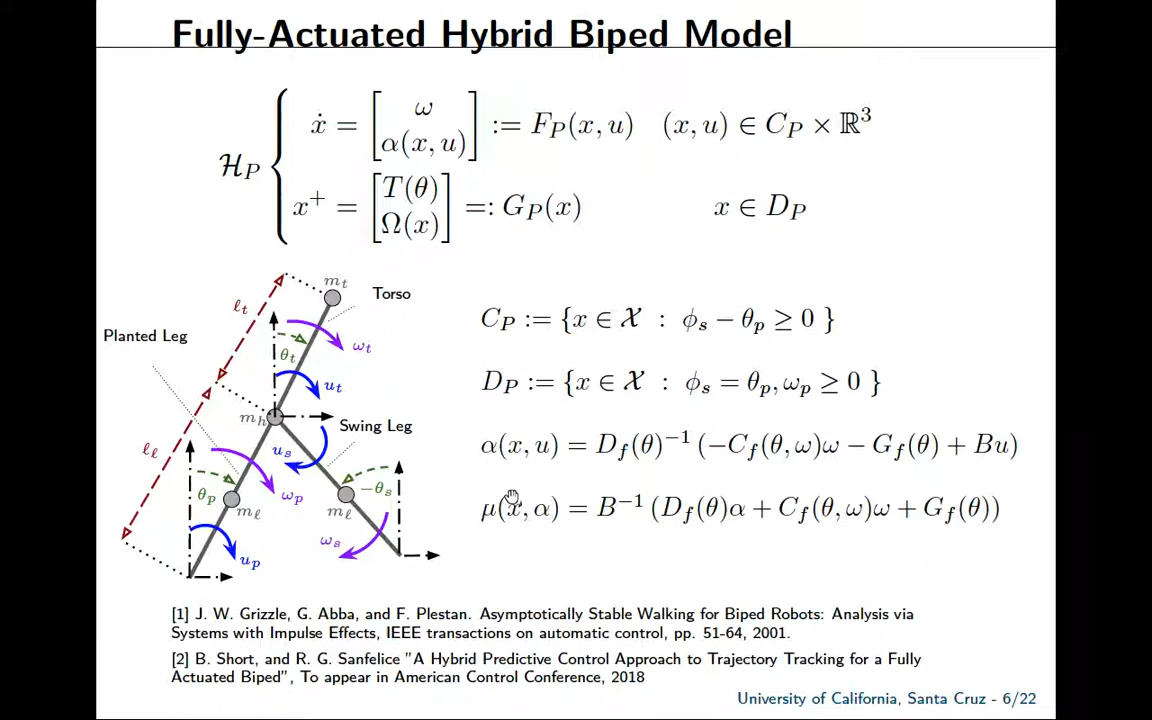 Fully-Actuated Hybrid Biped Model
ℋ_P { ẋ = [ω; α(x, u)] := F_P(x, u) (x, u) ∈ C_P × ℝ³
x⁺ = [T(θ); Ω(x)] =: G_P(x) x ∈ D_P
C_P := {x ∈ 𝒳 : ϕ_s − θ_p ≥ 0 }
D_P := {x ∈ 𝒳 : ϕ_s = θ_p, ω_p ≥ 0 }
α(x, u) = D_f(θ)⁻¹ (−C_f(θ, ω)ω − G_f(θ) + Bu)
μ(x, α) = B⁻¹ (D_f(θ)α + C_f(θ, ω)ω + G_f(θ))
m_t
Torso
ℓ_t
Planted Leg
θ_t
ω_t
u_t
m_h
Swing Leg
ℓ_ℓ
u_s
θ_p
ω_p
−θ_s
m_ℓ
m_ℓ
ω_s
u_p
[1] J. W. Grizzle, G. Abba, and F. Plestan. Asymptotically Stable Walking for Biped Robots: Analysis via
Systems with Impulse Effects, IEEE transactions on automatic control, pp. 51-64, 2001.
[2] B. Short, and R. G. Sanfelice "A Hybrid Predictive Control Approach to Trajectory Tracking for a Fully
Actuated Biped", To appear in American Control Conference, 2018
University of California, Santa Cruz - 6/22